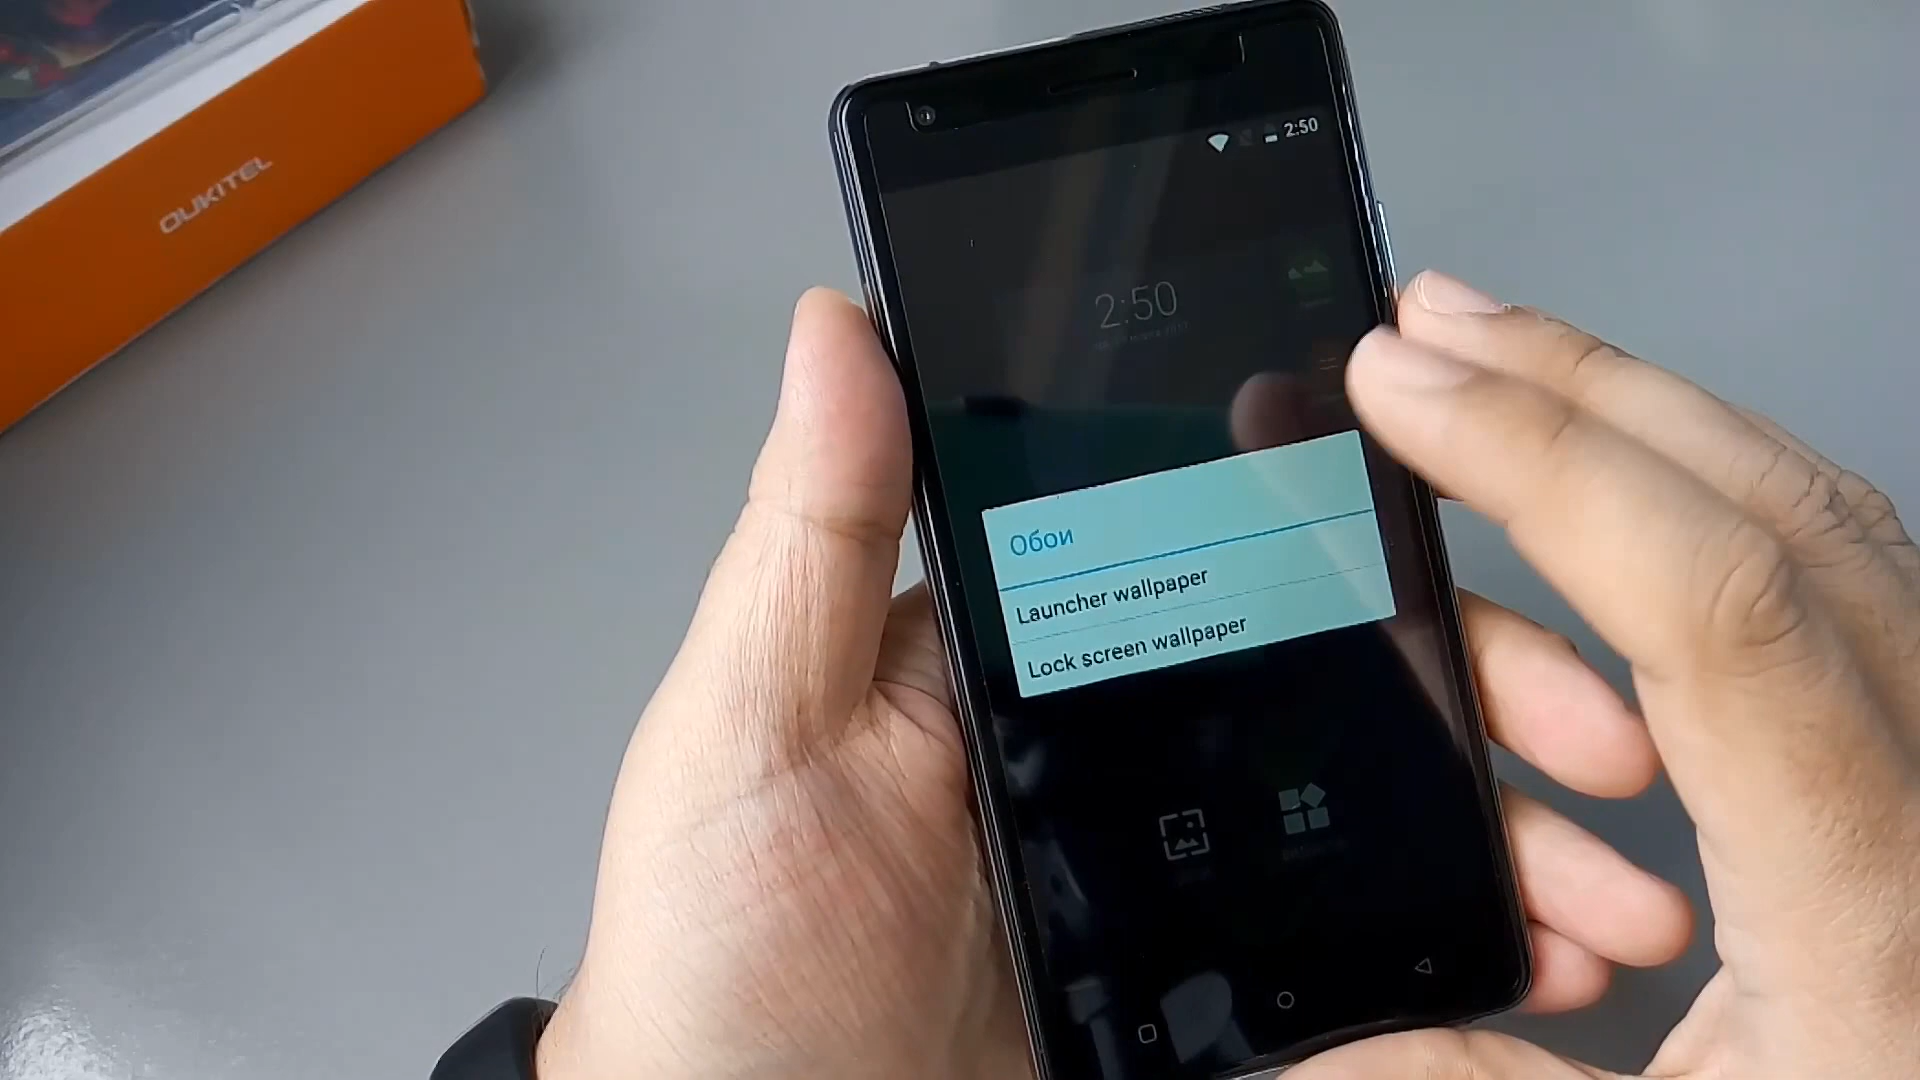 OUKITEL
2:50
2:50
Обои
Launcher wallpaper
Lock screen wallpaper